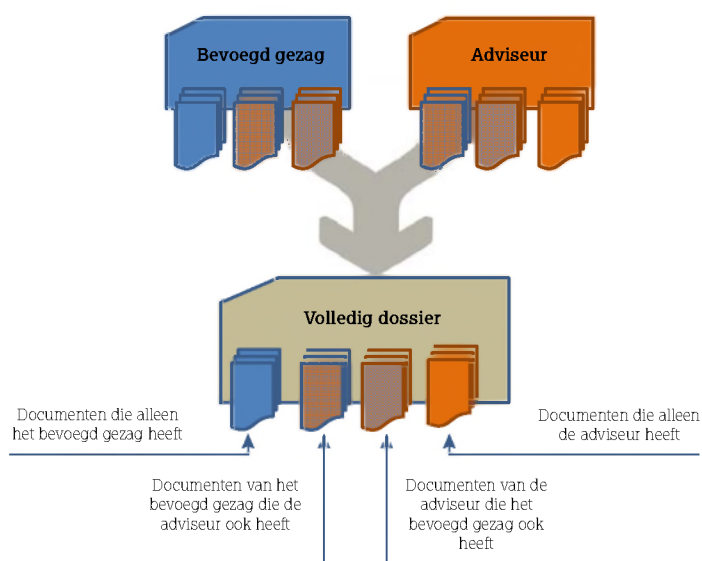 Bevoegd gezag
Adviseur
Volledig dossier
Documenten die alleen
het bevoegd gezag heeft
Documenten die alleen
de adviseur heeft
Documenten van het
bevoegd gezag die de
adviseur ook heeft
Documenten van de
adviseur die het
bevoegd gezag ook
heeft